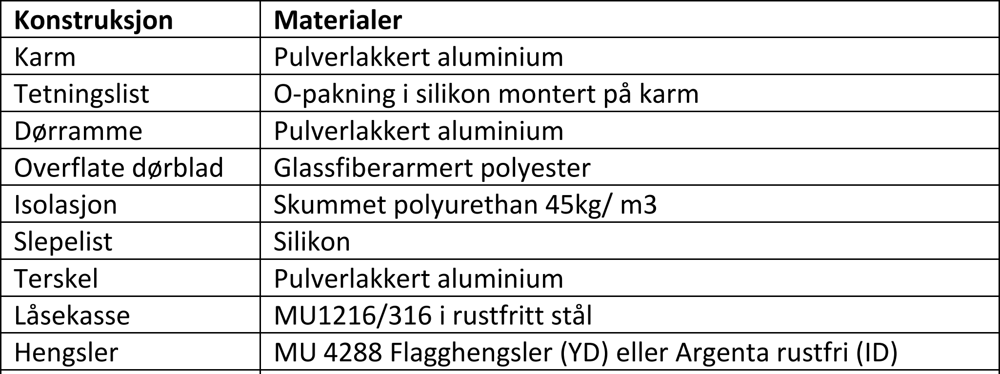 Konstruksjon Materialer
Karm Pulverlakkert aluminium
Tetningslist O-pakning i silikon montert på karm
Dørramme Pulverlakkert aluminium
Overflate dørblad Glassfiberarmert polyester
Isolasjon Skummet polyurethan 45kg/ m3
Slepelist Silikon
Terskel Pulverlakkert aluminium
Låsekasse MU1216/316 i rustfritt stål
Hengsler MU 4288 Flagghengsler (YD) eller Argenta rustfri (ID)